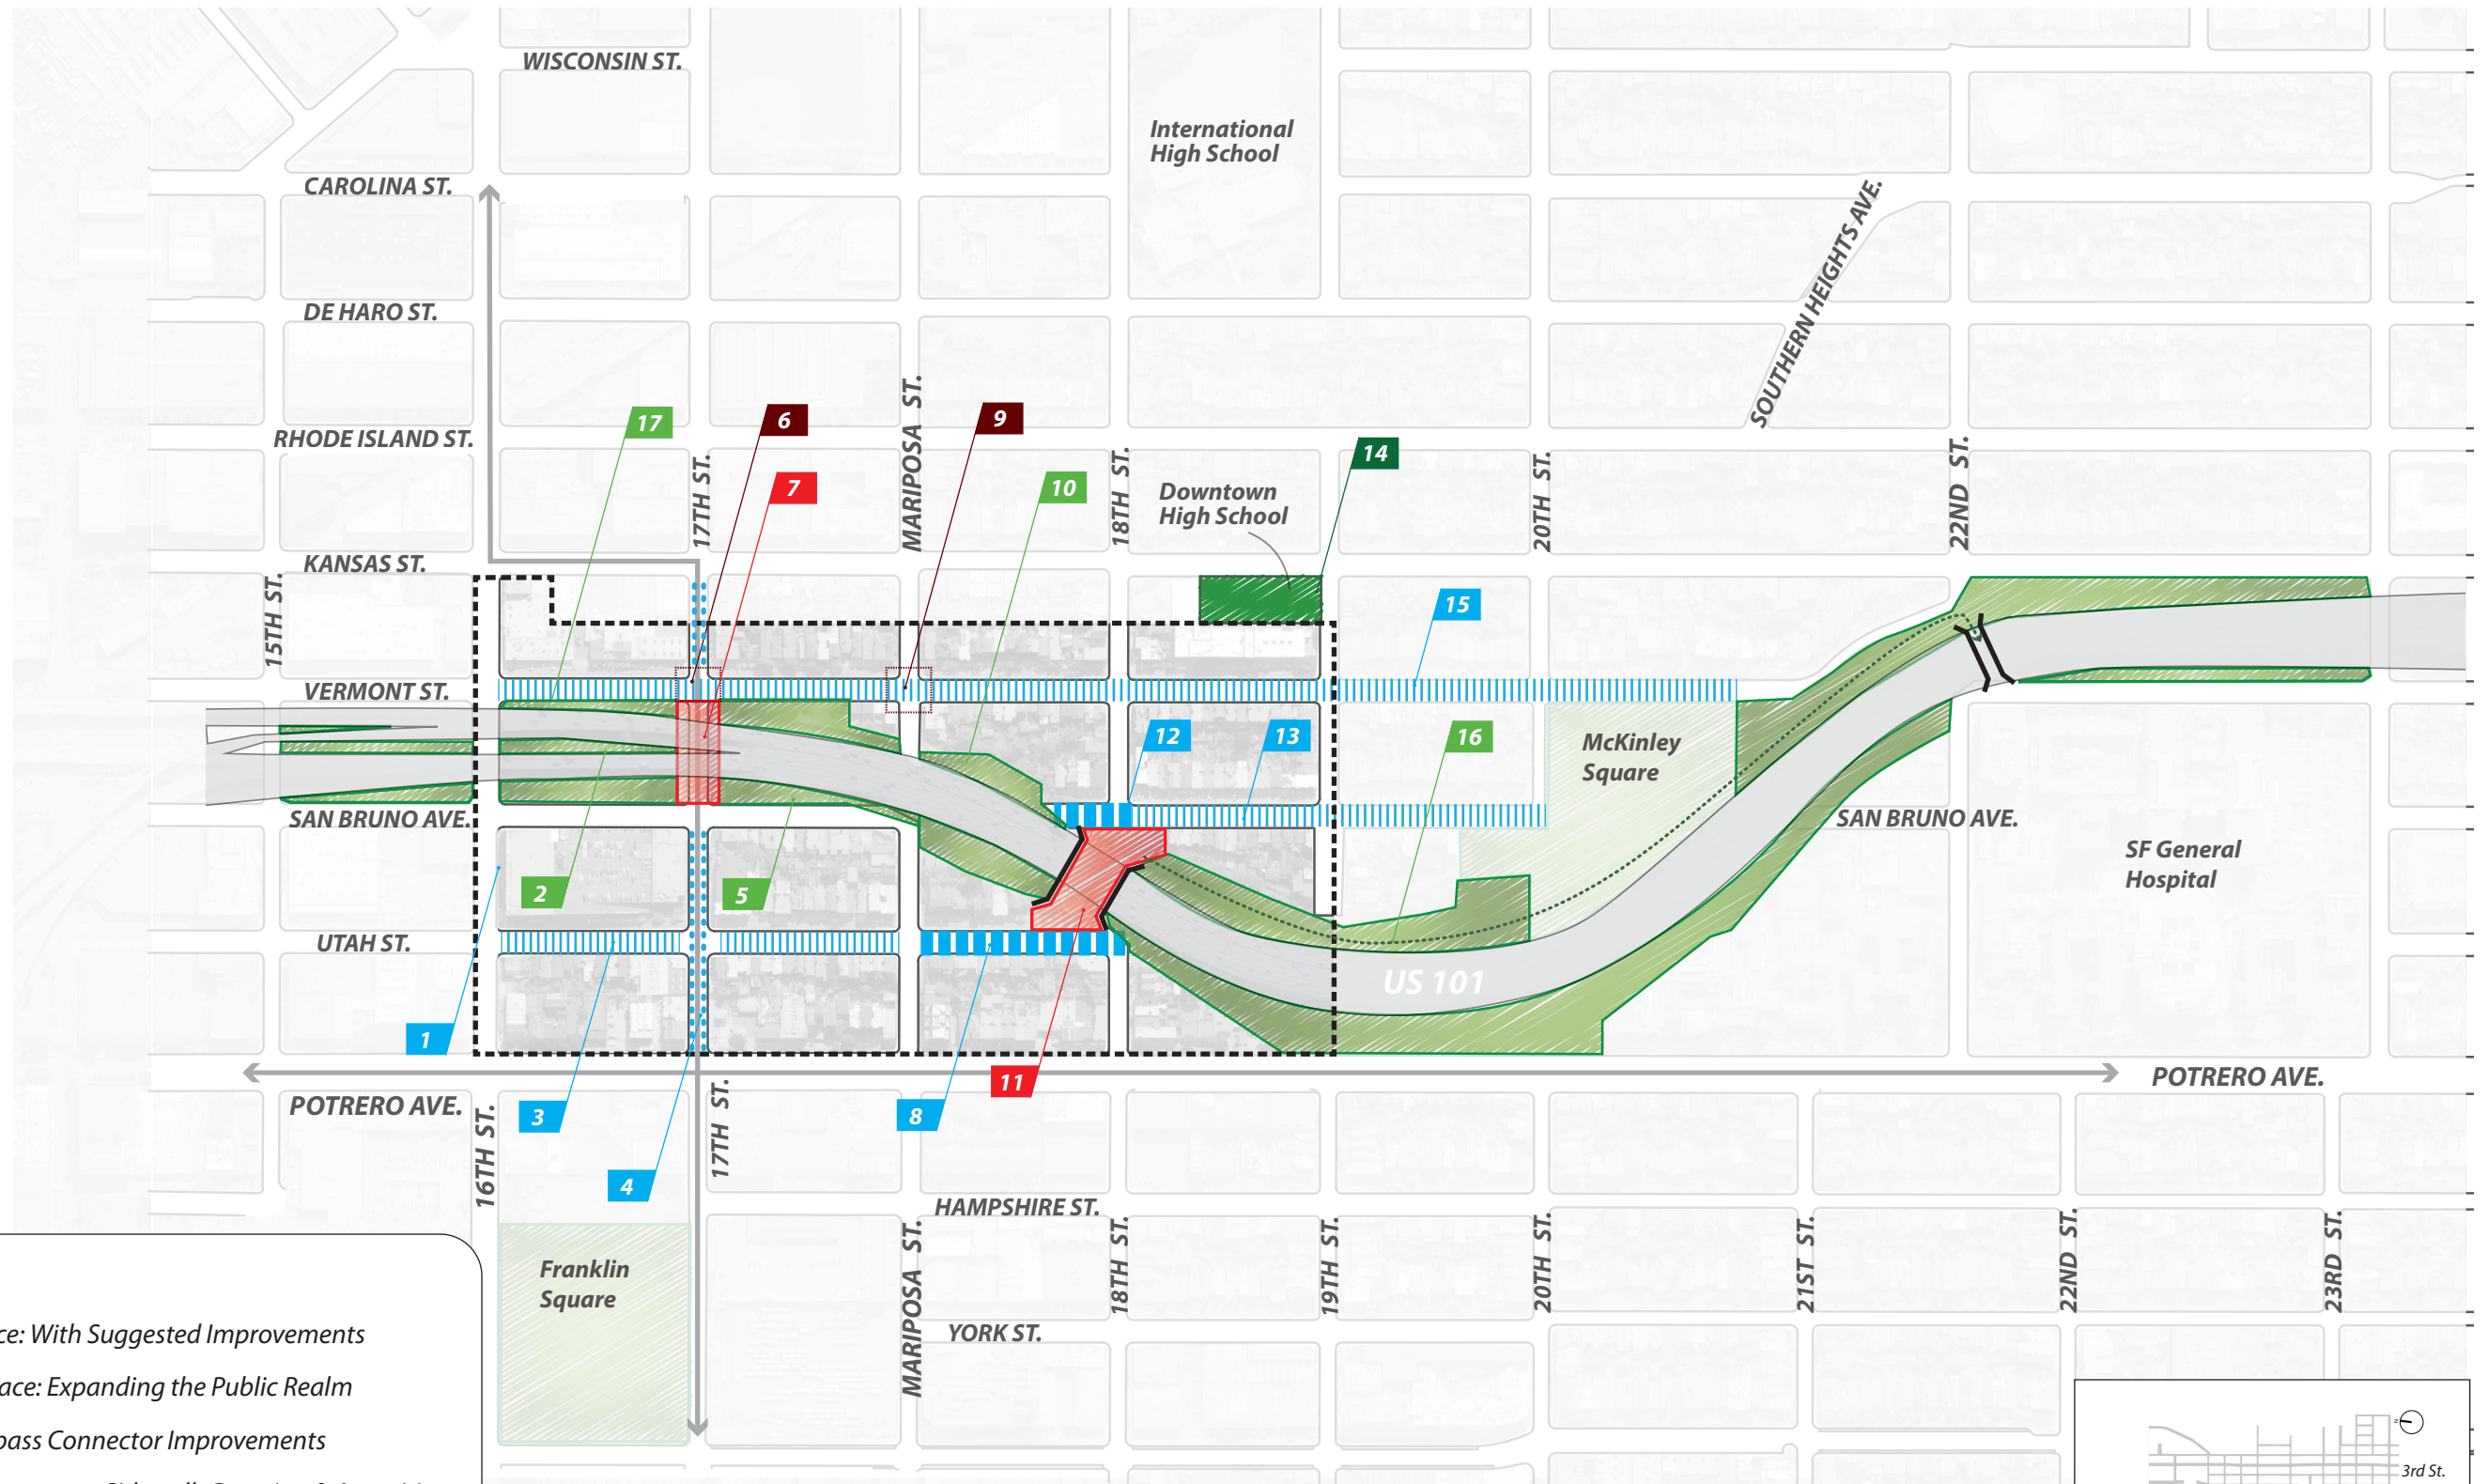 WISCONSIN ST.
International
High School
CAROLINA ST.
SOUTHERN HEIGHTS AVE.
DE HARO ST.
17
6
9
MARIPOSA ST.
RHODE ISLAND ST.
14
17TH ST.
7
10
18TH ST.
Downtown
High School
20TH ST.
22ND ST.
KANSAS ST.
15TH ST.
15
VERMONT ST.
12
13
16
McKinley
Square
SAN BRUNO AVE.
SAN BRUNO AVE.
SF General
Hospital
2
5
UTAH ST.
US 101
1
11
POTRERO AVE.
POTRERO AVE.
3
8
16TH ST.
17TH ST.
4
HAMPSHIRE ST.
Franklin
Square
MARIPOSA ST.
18TH ST.
19TH ST.
20TH ST.
21ST ST.
22ND ST.
23RD ST.
YORK ST.
ce: With Suggested Improvements
ace: Expanding the Public Realm
pass Connector Improvements
N
3rd St.